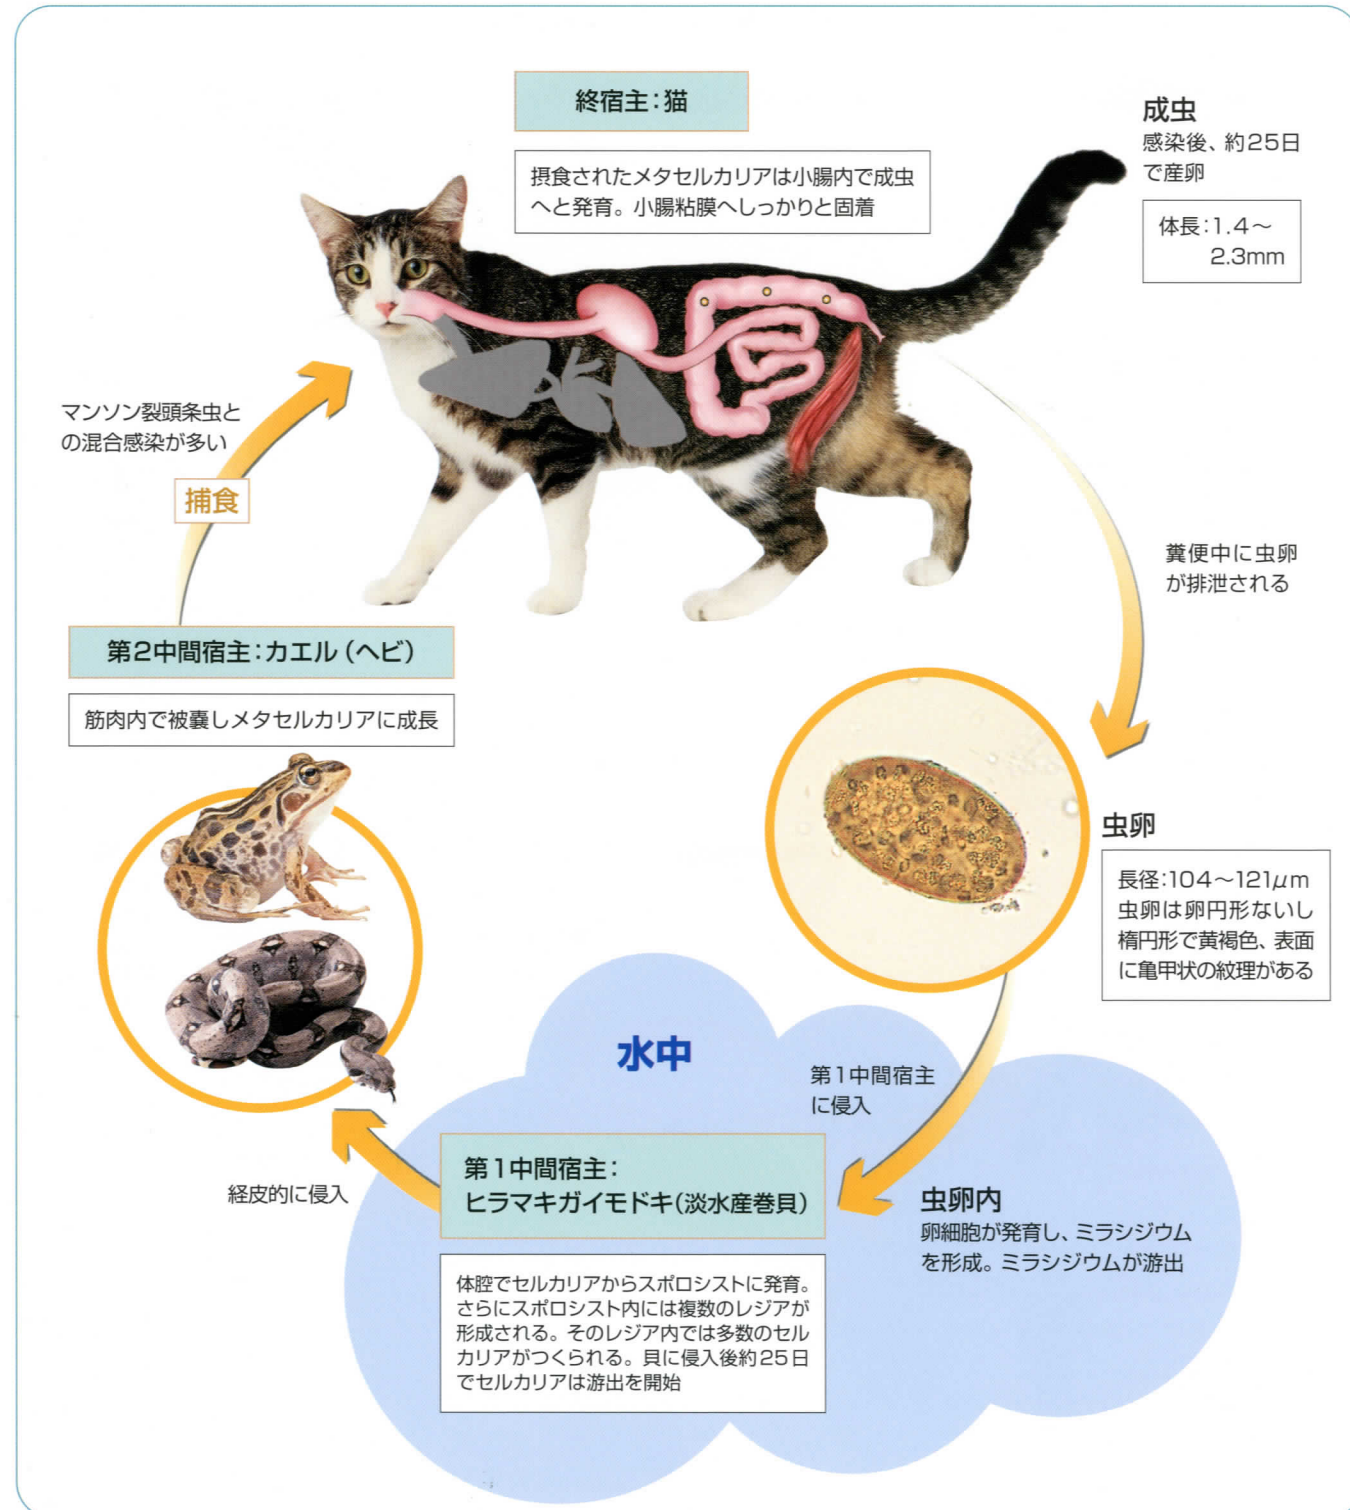 終宿主：猫
摂食されたメタセルカリアは小腸内で成虫
へと発育。小腸粘膜へしっかりと固着
成虫
感染後、約25日
で産卵
体長：1.4～
2.3mm
マンソン裂頭条虫と
の混合感染が多い
捕食
糞便中に虫卵
が排泄される
第2中間宿主：カエル（ヘビ）
筋肉内で被嚢しメタセルカリアに成長
虫卵
長径：104～121μm
虫卵は卵円形ないし
楕円形で黄褐色、表面
に亀甲状の紋理がある
水中
第1中間宿主
に侵入
第1中間宿主：
ヒラマキガイモドキ（淡水産巻貝）
経皮的に侵入
虫卵内
卵細胞が発育し、ミラシジウム
を形成。ミラシジウムが游出
体腔でセルカリアからスポロシストに発育。
さらにスポロシスト内には複数のレジアが
形成される。そのレジア内では多数のセル
カリアがつくられる。貝に侵入後約25日
でセルカリアは游出を開始